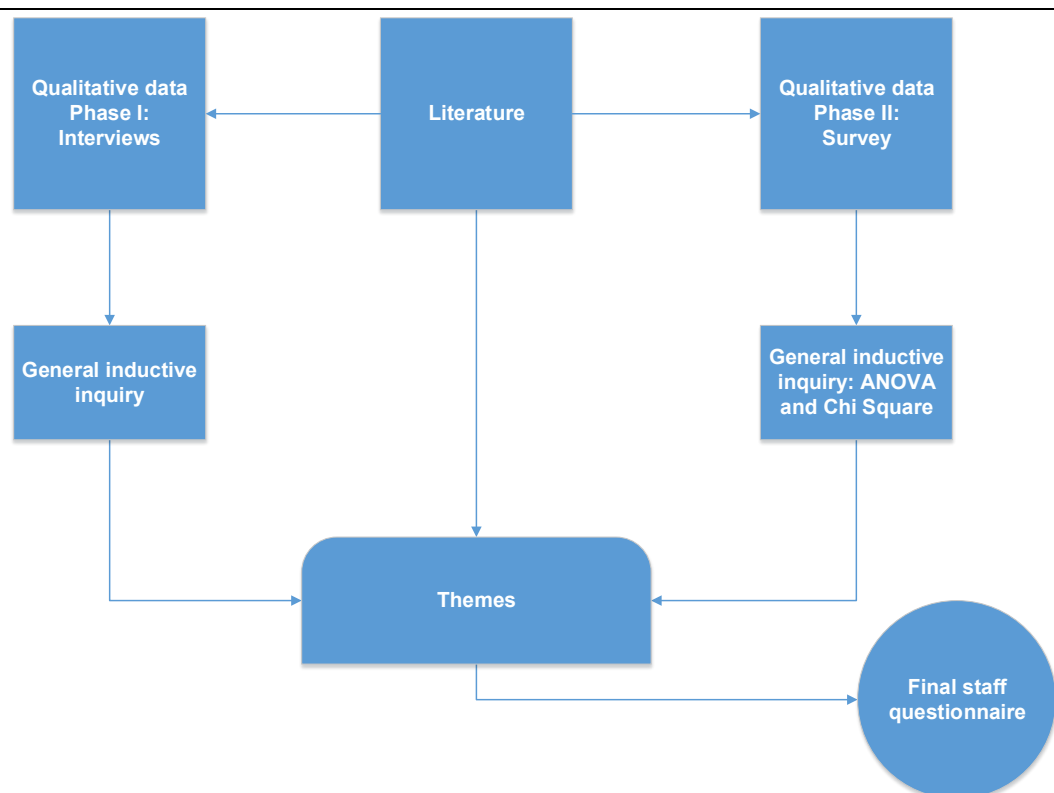 Qualitative data
Phase I:
Interviews
Literature
Qualitative data
Phase II:
Survey
General inductive
inquiry
General inductive
inquiry: ANOVA
and Chi Square
Themes
Final staff
questionnaire